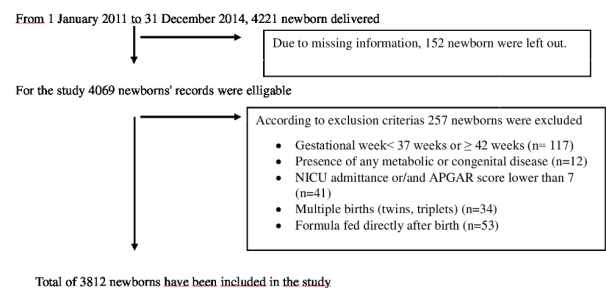 From 1 January 2011 to 31 December 2014, 4221 newborn delivered
Due to missing information, 152 newborn were left out.
For the study 4069 newborns' records were elligable
According to exclusion criterias 257 newborns were excluded
• Gestational week< 37 weeks or ≥ 42 weeks (n= 117)
• Presence of any metabolic or congenital disease (n=12)
• NICU admittance or/and APGAR score lower than 7
(n=41)
• Multiple births (twins, triplets) (n=34)
• Formula fed directly after birth (n=53)
Total of 3812 newborns have been included in the study